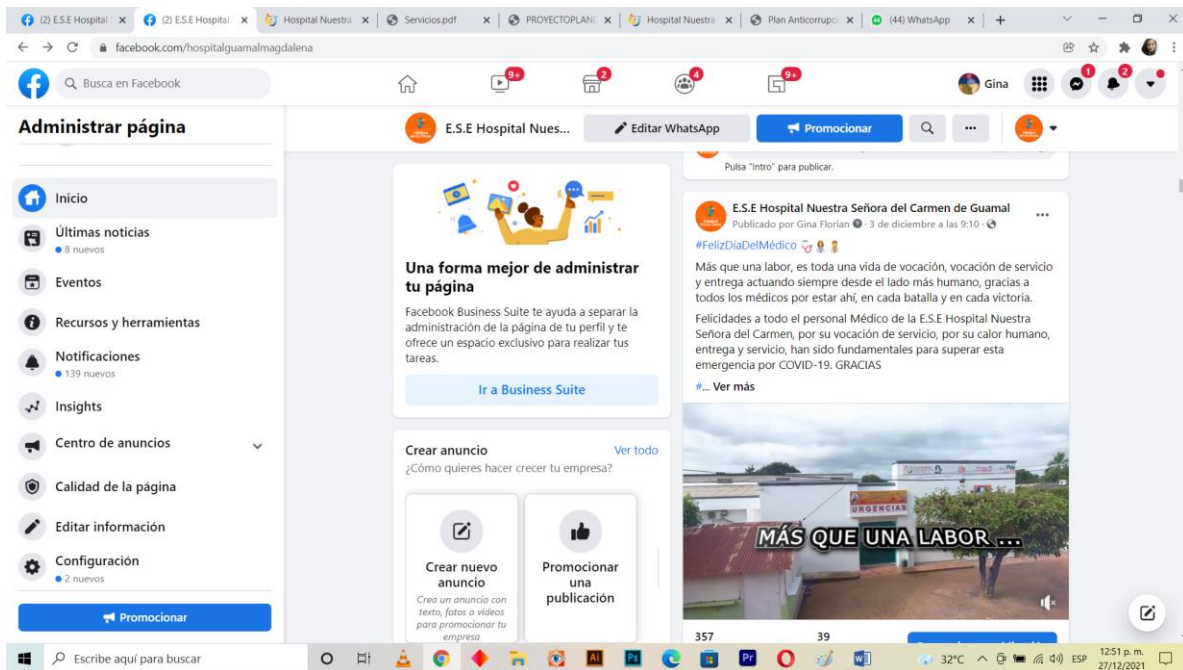 (2) E.S.E Hospital
(2) E.S.E Hospital
Hospital Nuestra
Servicios.pdf
PROYECTOPLAN
Hospital Nuestra
Plan Anticorrupci
(44) WhatsApp
facebook.com/hospitalguamalmagdalena
Busca en Facebook
9+
2
4
9+
Gina
1
2
Administrar página
E.S.E Hospital Nues...
Editar WhatsApp
Promocionar
Inicio
Últimas noticias
8 nuevos
Eventos
Recursos y herramientas
Notificaciones
139 nuevos
Insights
Centro de anuncios
Calidad de la página
Editar información
Configuración
2 nuevos
Promocionar
Una forma mejor de administrar
tu página
Facebook Business Suite te ayuda a separar la
administración de la página de tu perfil y te
ofrece un espacio exclusivo para realizar tus
tareas.
Ir a Business Suite
Crear anuncio
Ver todo
¿Cómo quieres hacer crecer tu empresa?
Crear nuevo
anuncio
Crea un anuncio con
texto, fotos o videos
para promocionar tu
empresa
Promocionar
una
publicación
Pulsa "Intro" para publicar.
E.S.E Hospital Nuestra Señora del Carmen de Guamal
Publicado por Gina Florian · 3 de diciembre a las 9:10 ·
#FelizDíaDelMédico
Más que una labor, es toda una vida de vocación, vocación de servicio
y entrega actuando siempre desde el lado más humano, gracias a
todos los médicos por estar ahí, en cada batalla y en cada victoria.
Felicidades a todo el personal Médico de la E.S.E Hospital Nuestra
Señora del Carmen, por su vocación de servicio, por su calor humano,
entrega y servicio, han sido fundamentales para superar esta
emergencia por COVID-19. GRACIAS
#... Ver más
URGENCIAS
MÁS QUE UNA LABOR ...
357
39
Escribe aquí para buscar
Ai
Ps
Pr
32°C
ESP
12:51 p. m.
27/12/2021